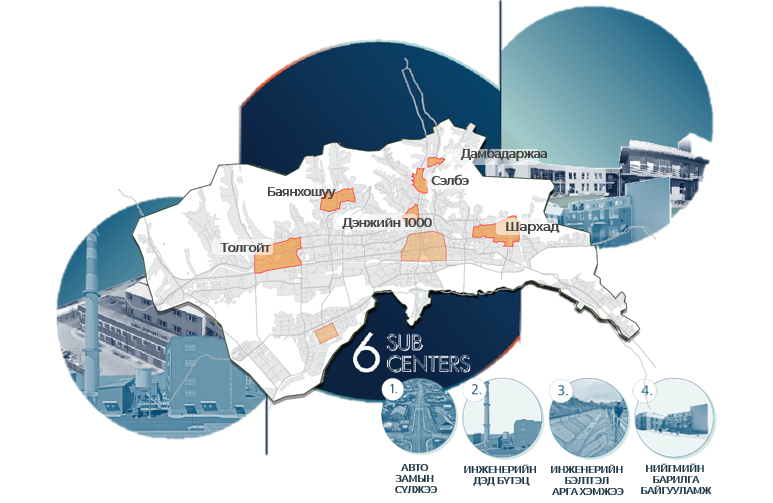 Дамбадаржаа
Сэлбэ
Баянхошуу
Дэнжийн 1000
Шархад
Толгойт
6 SUB
CENTERS
1.
2.
3.
4.
АВТО
ЗАМЫН
СҮЛЖЭЭ
ИНЖЕНЕРИЙН
ДЭД БҮТЭЦ
ИНЖЕНЕРИЙН
БЭЛТГЭЛ
АРГА ХЭМЖЭЭ
НИЙГМИЙН
БАРИЛГА
БАЙГУУЛАМЖ